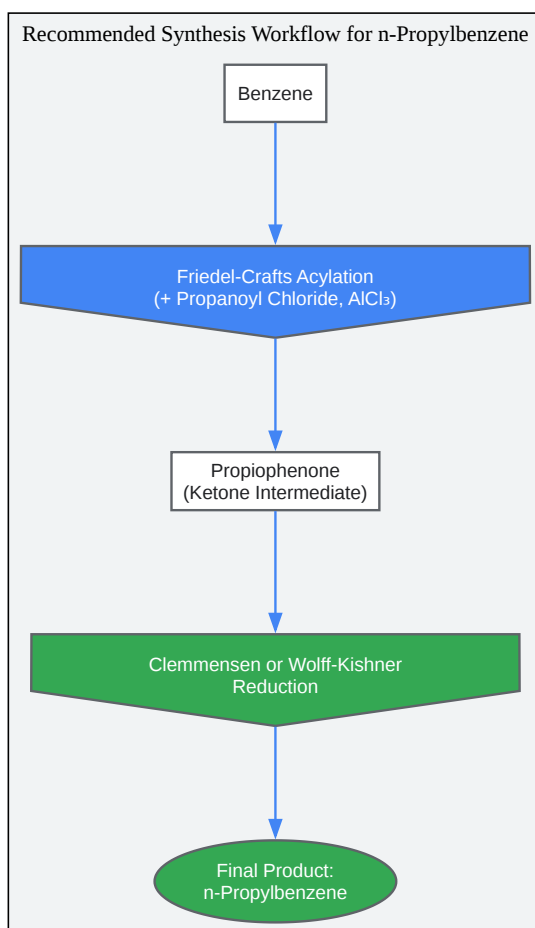 Recommended Synthesis Workflow for n-Propylbenzene
Benzene
Friedel-Crafts Acylation
(+ Propanoyl Chloride, AlCl₃)
Propiophenone
(Ketone Intermediate)
Clemmensen or Wolff-Kishner
Reduction
Final Product:
n-Propylbenzene